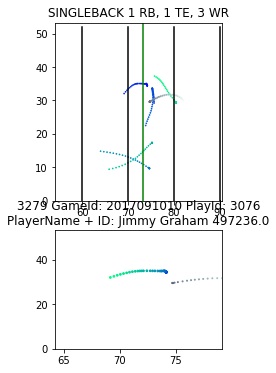 SINGLEBACK 1 RB, 1 TE, 3 WR
50
40
30
20
10
0
60 70 80 90
3279 GameId: 2017091010 PlayId: 3076
PlayerName + ID: Jimmy Graham 497236.0
40
20
0
65 70 75